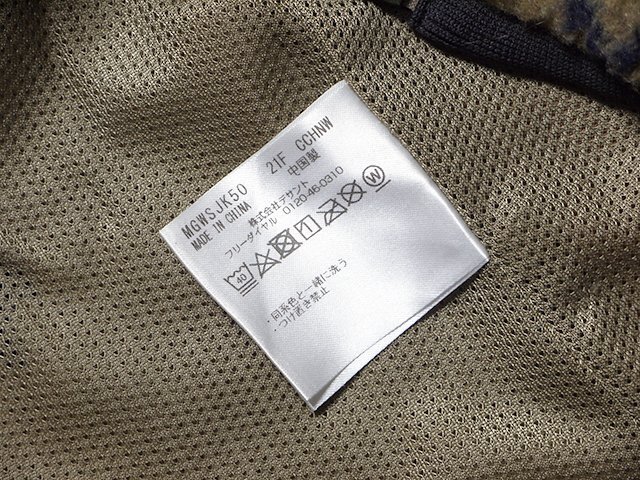 MGWSJK50 21F CCHNW
MADE IN CHINA 中国製
株式会社デサント
フリーダイヤル 0120-46-0310
40 W
・同系色と一緒に洗う
・つけ置き禁止